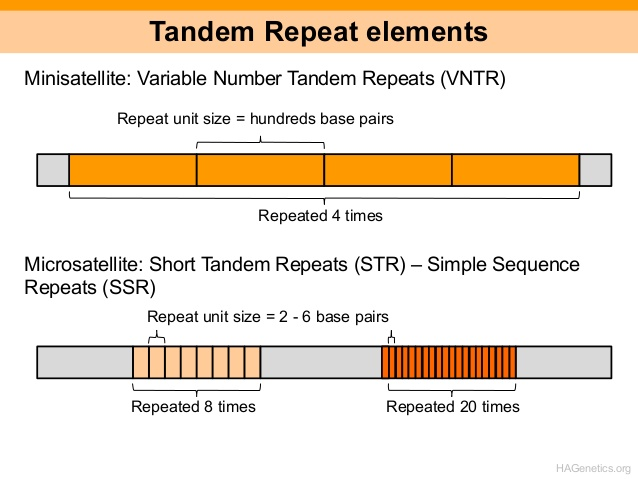 Tandem Repeat elements
Minisatellite: Variable Number Tandem Repeats (VNTR)
Repeat unit size = hundreds base pairs
Repeated 4 times
Microsatellite: Short Tandem Repeats (STR) – Simple Sequence
Repeats (SSR)
Repeat unit size = 2 - 6 base pairs
Repeated 8 times
Repeated 20 times
HAGenetics.org